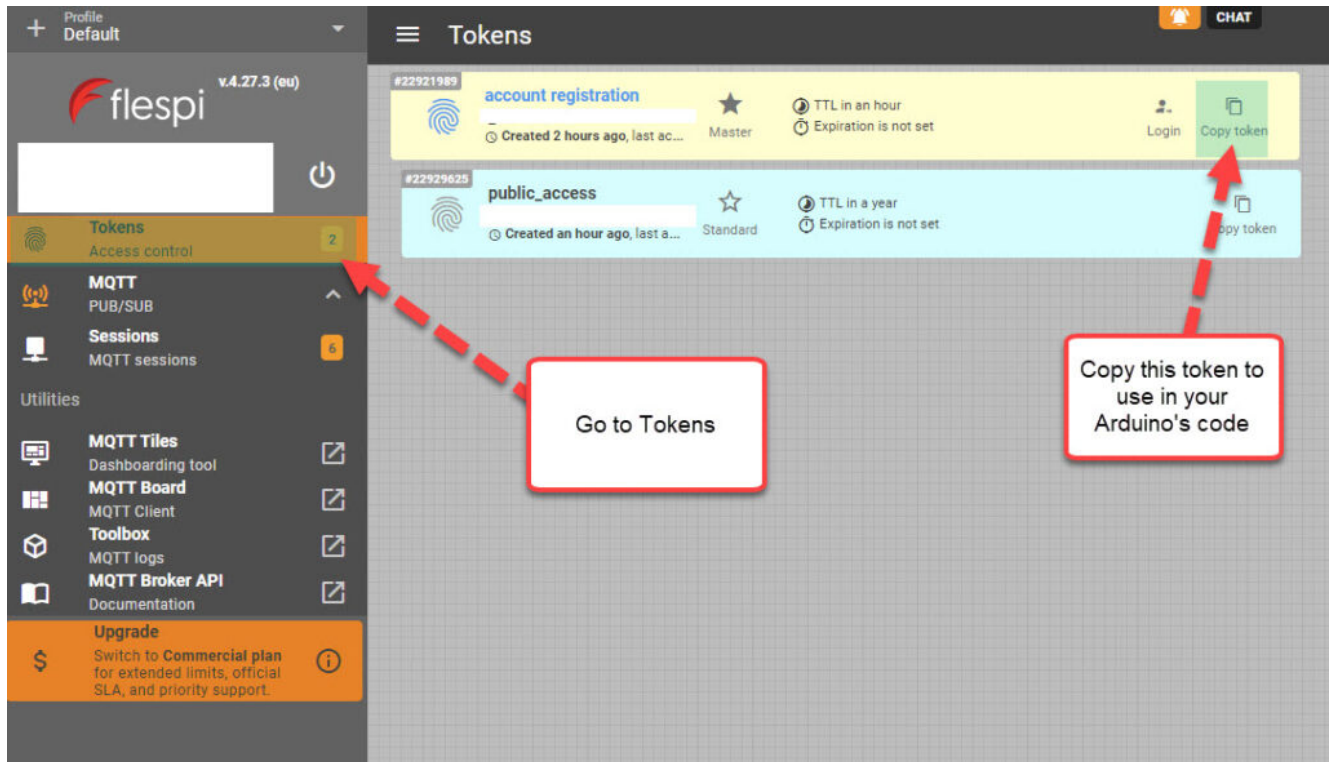 Profile
Default
flespi
v.4.27.3 (eu)
Tokens
Access control
2
MQTT
PUB/SUB
Sessions
MQTT sessions
6
Utilities
MQTT Tiles
Dashboarding tool
MQTT Board
MQTT Client
Toolbox
MQTT logs
MQTT Broker API
Documentation
$
Upgrade
Switch to Commercial plan
for extended limits, official
SLA, and priority support.
Tokens
CHAT
#22921989
account registration
Created 2 hours ago, last ac...
Master
TTL in an hour
Expiration is not set
Login
Copy token
#22929625
public_access
Created an hour ago, last a...
Standard
TTL in a year
Expiration is not set
opy token
Go to Tokens
Copy this token to
use in your
Arduino's code